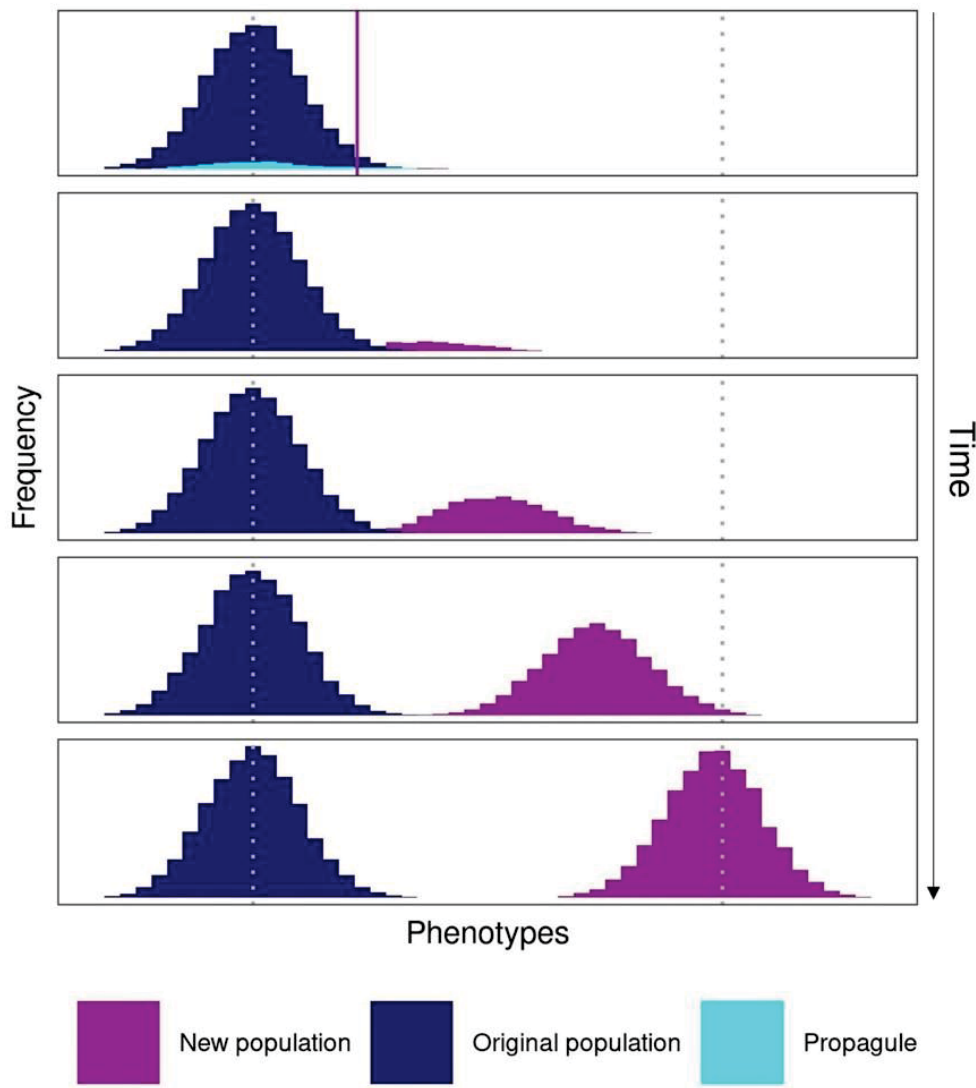 Frequency
Time
Phenotypes
New population
Original population
Propagule